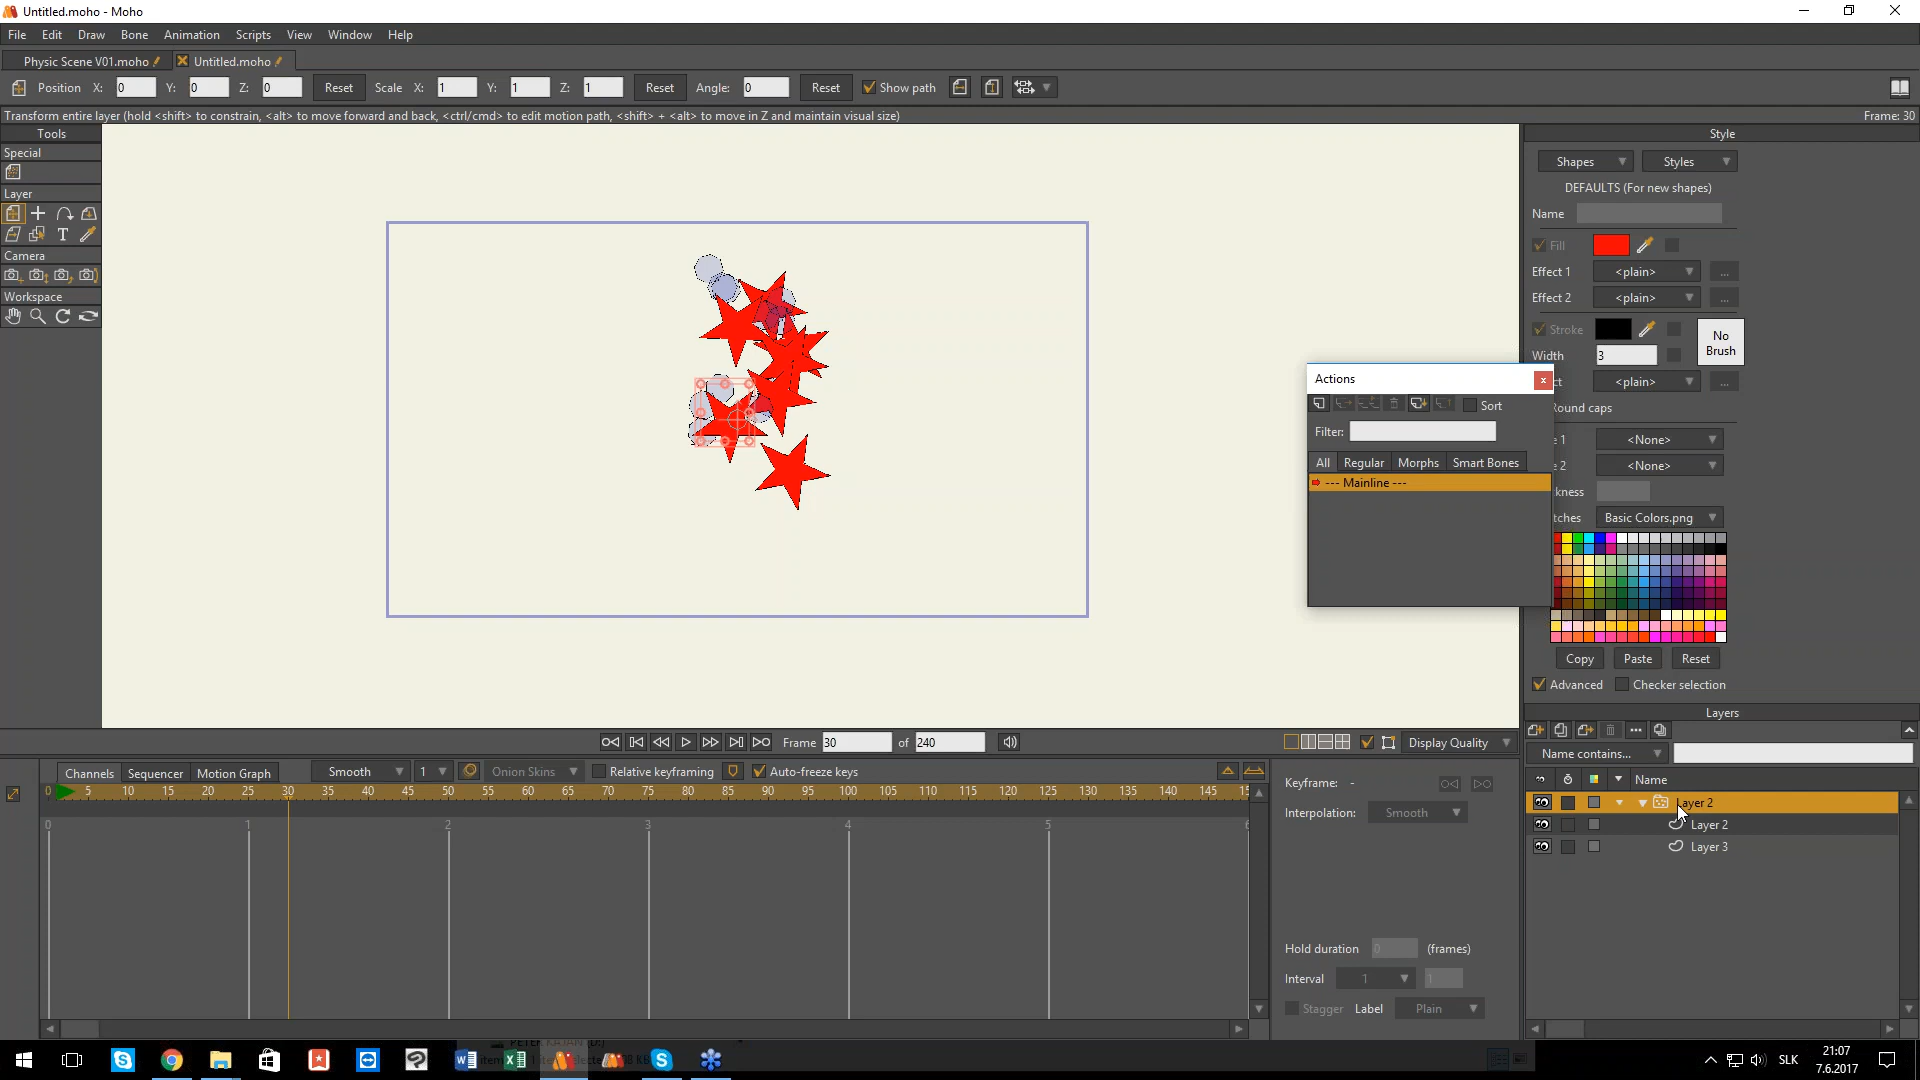 Untitled.moho - Moho
File Edit Draw Bone Animation Scripts View Window Help
Physic Scene V01.moho Untitled.moho
Position X: 0 Y: 0 Z: 0 Reset Scale X: 1 Y: 1 Z: 1 Reset Angle: 0 Reset Show path
Transform entire layer (hold <shift> to constrain, <alt> to move forward and back, <ctrl/cmd> to edit motion path, <shift> + <alt> to move in Z and maintain visual size) Frame: 30
Tools
Special
Layer
T
Camera
Workspace
Style
Shapes Styles
DEFAULTS (For new shapes)
Name
Fill
Effect 1 <plain> ...
Effect 2 <plain> ...
Stroke
No Brush
Width 3
<plain> ...
Round caps
1 <None>
2 <None>
Basic Colors.png
Copy Paste Reset
Advanced Checker selection
Actions
x
Sort
Filter:
All Regular Morphs Smart Bones
--- Mainline ---
Layers
Name contains...
Name
Layer 2
Layer 2
Layer 3
Frame 30 of 240 Display Quality
Channels Sequencer Motion Graph Smooth 1 Onion Skins Relative keyframing Auto-freeze keys
0 5 10 15 20 25 30 35 40 45 50 55 60 65 70 75 80 85 90 95 100 105 110 115 120 125 130 135 140 145 15
0 1 2 3 4 5 6
Keyframe: -
Interpolation: Smooth
Hold duration 0 (frames)
Interval 1 1
Stagger Label Plain
SLK
21:07
7.6.2017